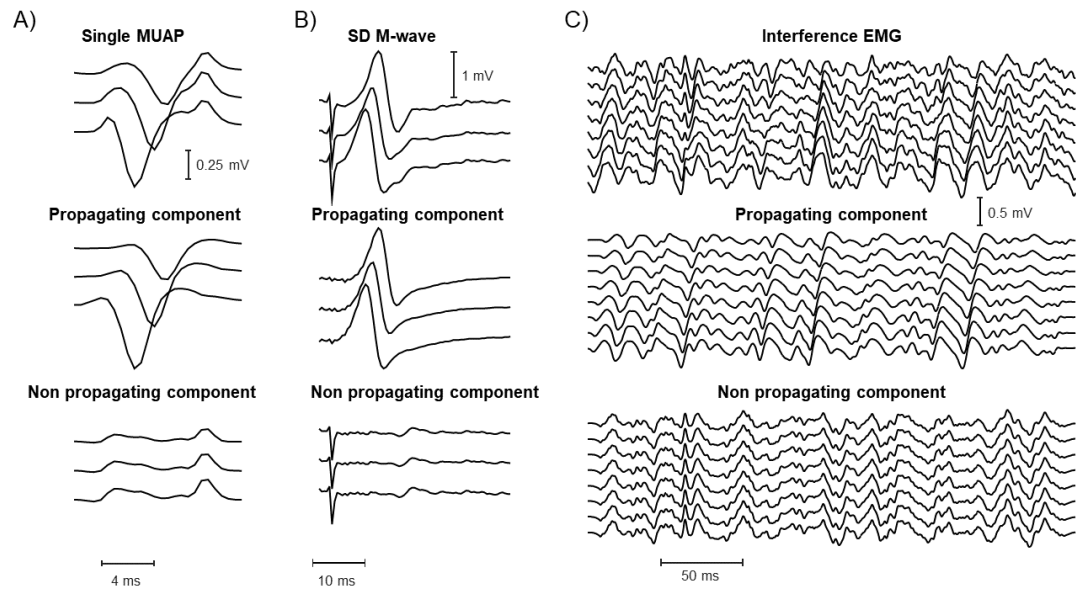 A)
Single MUAP
0.25 mV
Propagating component
Non propagating component
4 ms
B)
SD M-wave
1 mV
Propagating component
Non propagating component
10 ms
C)
Interference EMG
0.5 mV
Propagating component
Non propagating component
50 ms